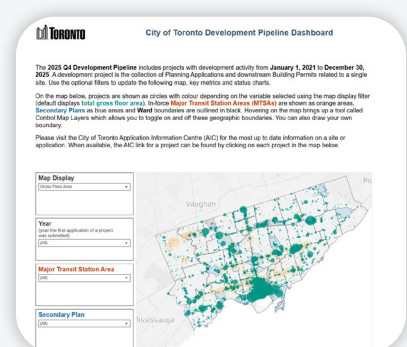 TORONTO
City of Toronto Development Pipeline Dashboard
The 2025 Q4 Development Pipeline includes projects with development activity from January 1, 2021 to December 30,
2025. A development project is the collection of Planning Applications and downstream Building Permits related to a single
site. Use the optional filters to update the following map, key metrics and status charts.
On the map below, projects are shown as circles with colour depending on the variable selected using the map display filter
(default displays total gross floor area). In-force Major Transit Station Areas (MTSAs) are shown as orange areas,
Secondary Plans as blue areas and Ward boundaries are outlined in black. Hovering on the map brings up a tool called
Control Map Layers which allows you to toggle on and off these geographic boundaries. You can also draw your own
boundary.
Please visit the City of Toronto Application Information Centre (AIC) for the most up to date information on a site or
application. When available, the AIC link for a project can be found by clicking on each project in the map below.
Map Display
Gross Floor Area
Year
(year the first application of a project
was submitted)
(All)
Major Transit Station Area
(All)
Secondary Plan
(All)
Vaughan
Mississauga